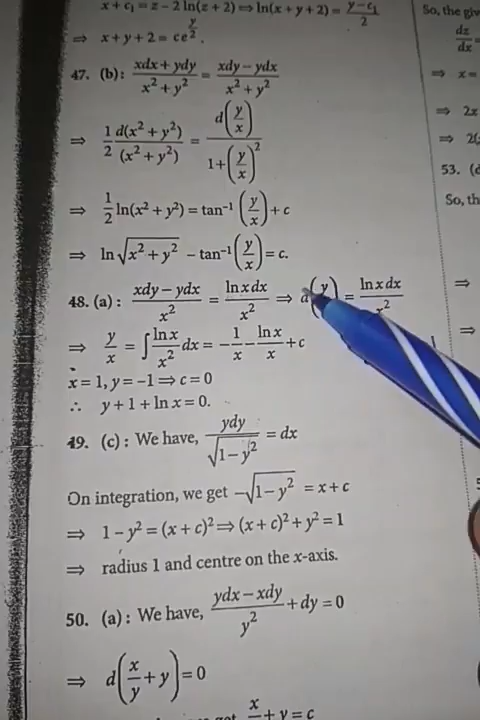 x + c₁ = z − 2 ln(z + 2) ⇒ ln(x + y + 2) = (y − c₁)/2
⇒ x + y + 2 = ce^(y/2).
47. (b) : (xdx + ydy)/(x² + y²) = (xdy − ydx)/(x² + y²)
⇒ (1/2) d(x² + y²)/(x² + y²) = d(y/x)/(1 + (y/x)²)
⇒ (1/2) ln(x² + y²) = tan⁻¹(y/x) + c
⇒ ln√(x² + y²) − tan⁻¹(y/x) = c.
48. (a) : (xdy − ydx)/x² = (ln x dx)/x² ⇒ d(y/x) = (ln x dx)/x²
⇒ y/x = ∫(ln x)/x² dx = −1/x − (ln x)/x + c
x = 1, y = −1 ⇒ c = 0
∴ y + 1 + ln x = 0.
49. (c) : We have, ydy/√(1 − y²) = dx
On integration, we get −√(1 − y²) = x + c
⇒ 1 − y² = (x + c)² ⇒ (x + c)² + y² = 1
⇒ radius 1 and centre on the x-axis.
50. (a) : We have, (ydx − xdy)/y² + dy = 0
⇒ d(x/y + y) = 0
get x/y + y = c
So, the giv
dz/dx =
⇒ x =
⇒ 2x
⇒ 2(
53. (
So, th
⇒
⇒